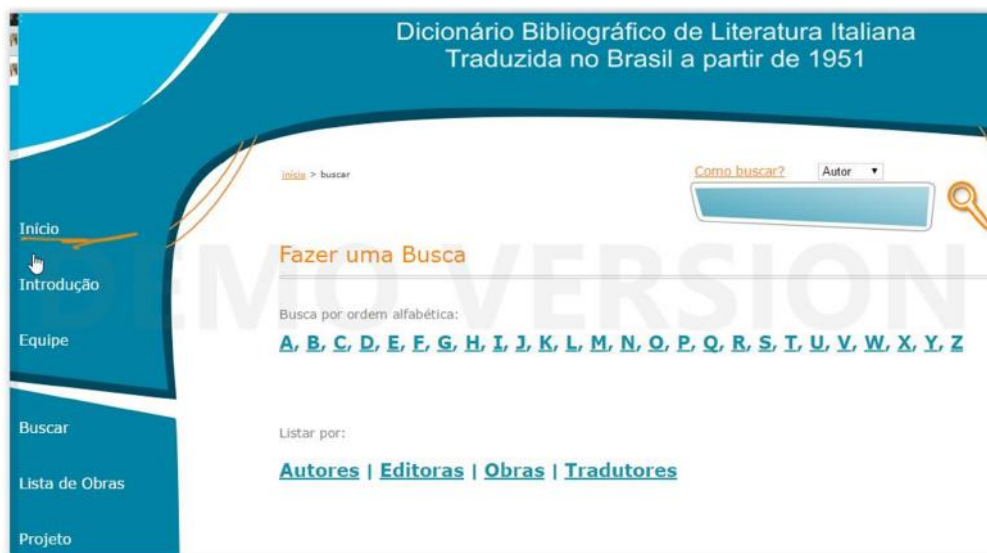 Dicionário Bibliográfico de Literatura Italiana
Traduzida no Brasil a partir de 1951
início > buscar
Como buscar?
Autor
Início
Introdução
Equipe
Buscar
Lista de Obras
Projeto
Fazer uma Busca
Busca por ordem alfabética:
A, B, C, D, E, F, G, H, I, J, K, L, M, N, O, P, Q, R, S, T, U, V, W, X, Y, Z
Listar por:
Autores | Editoras | Obras | Tradutores
DEMO VERSION